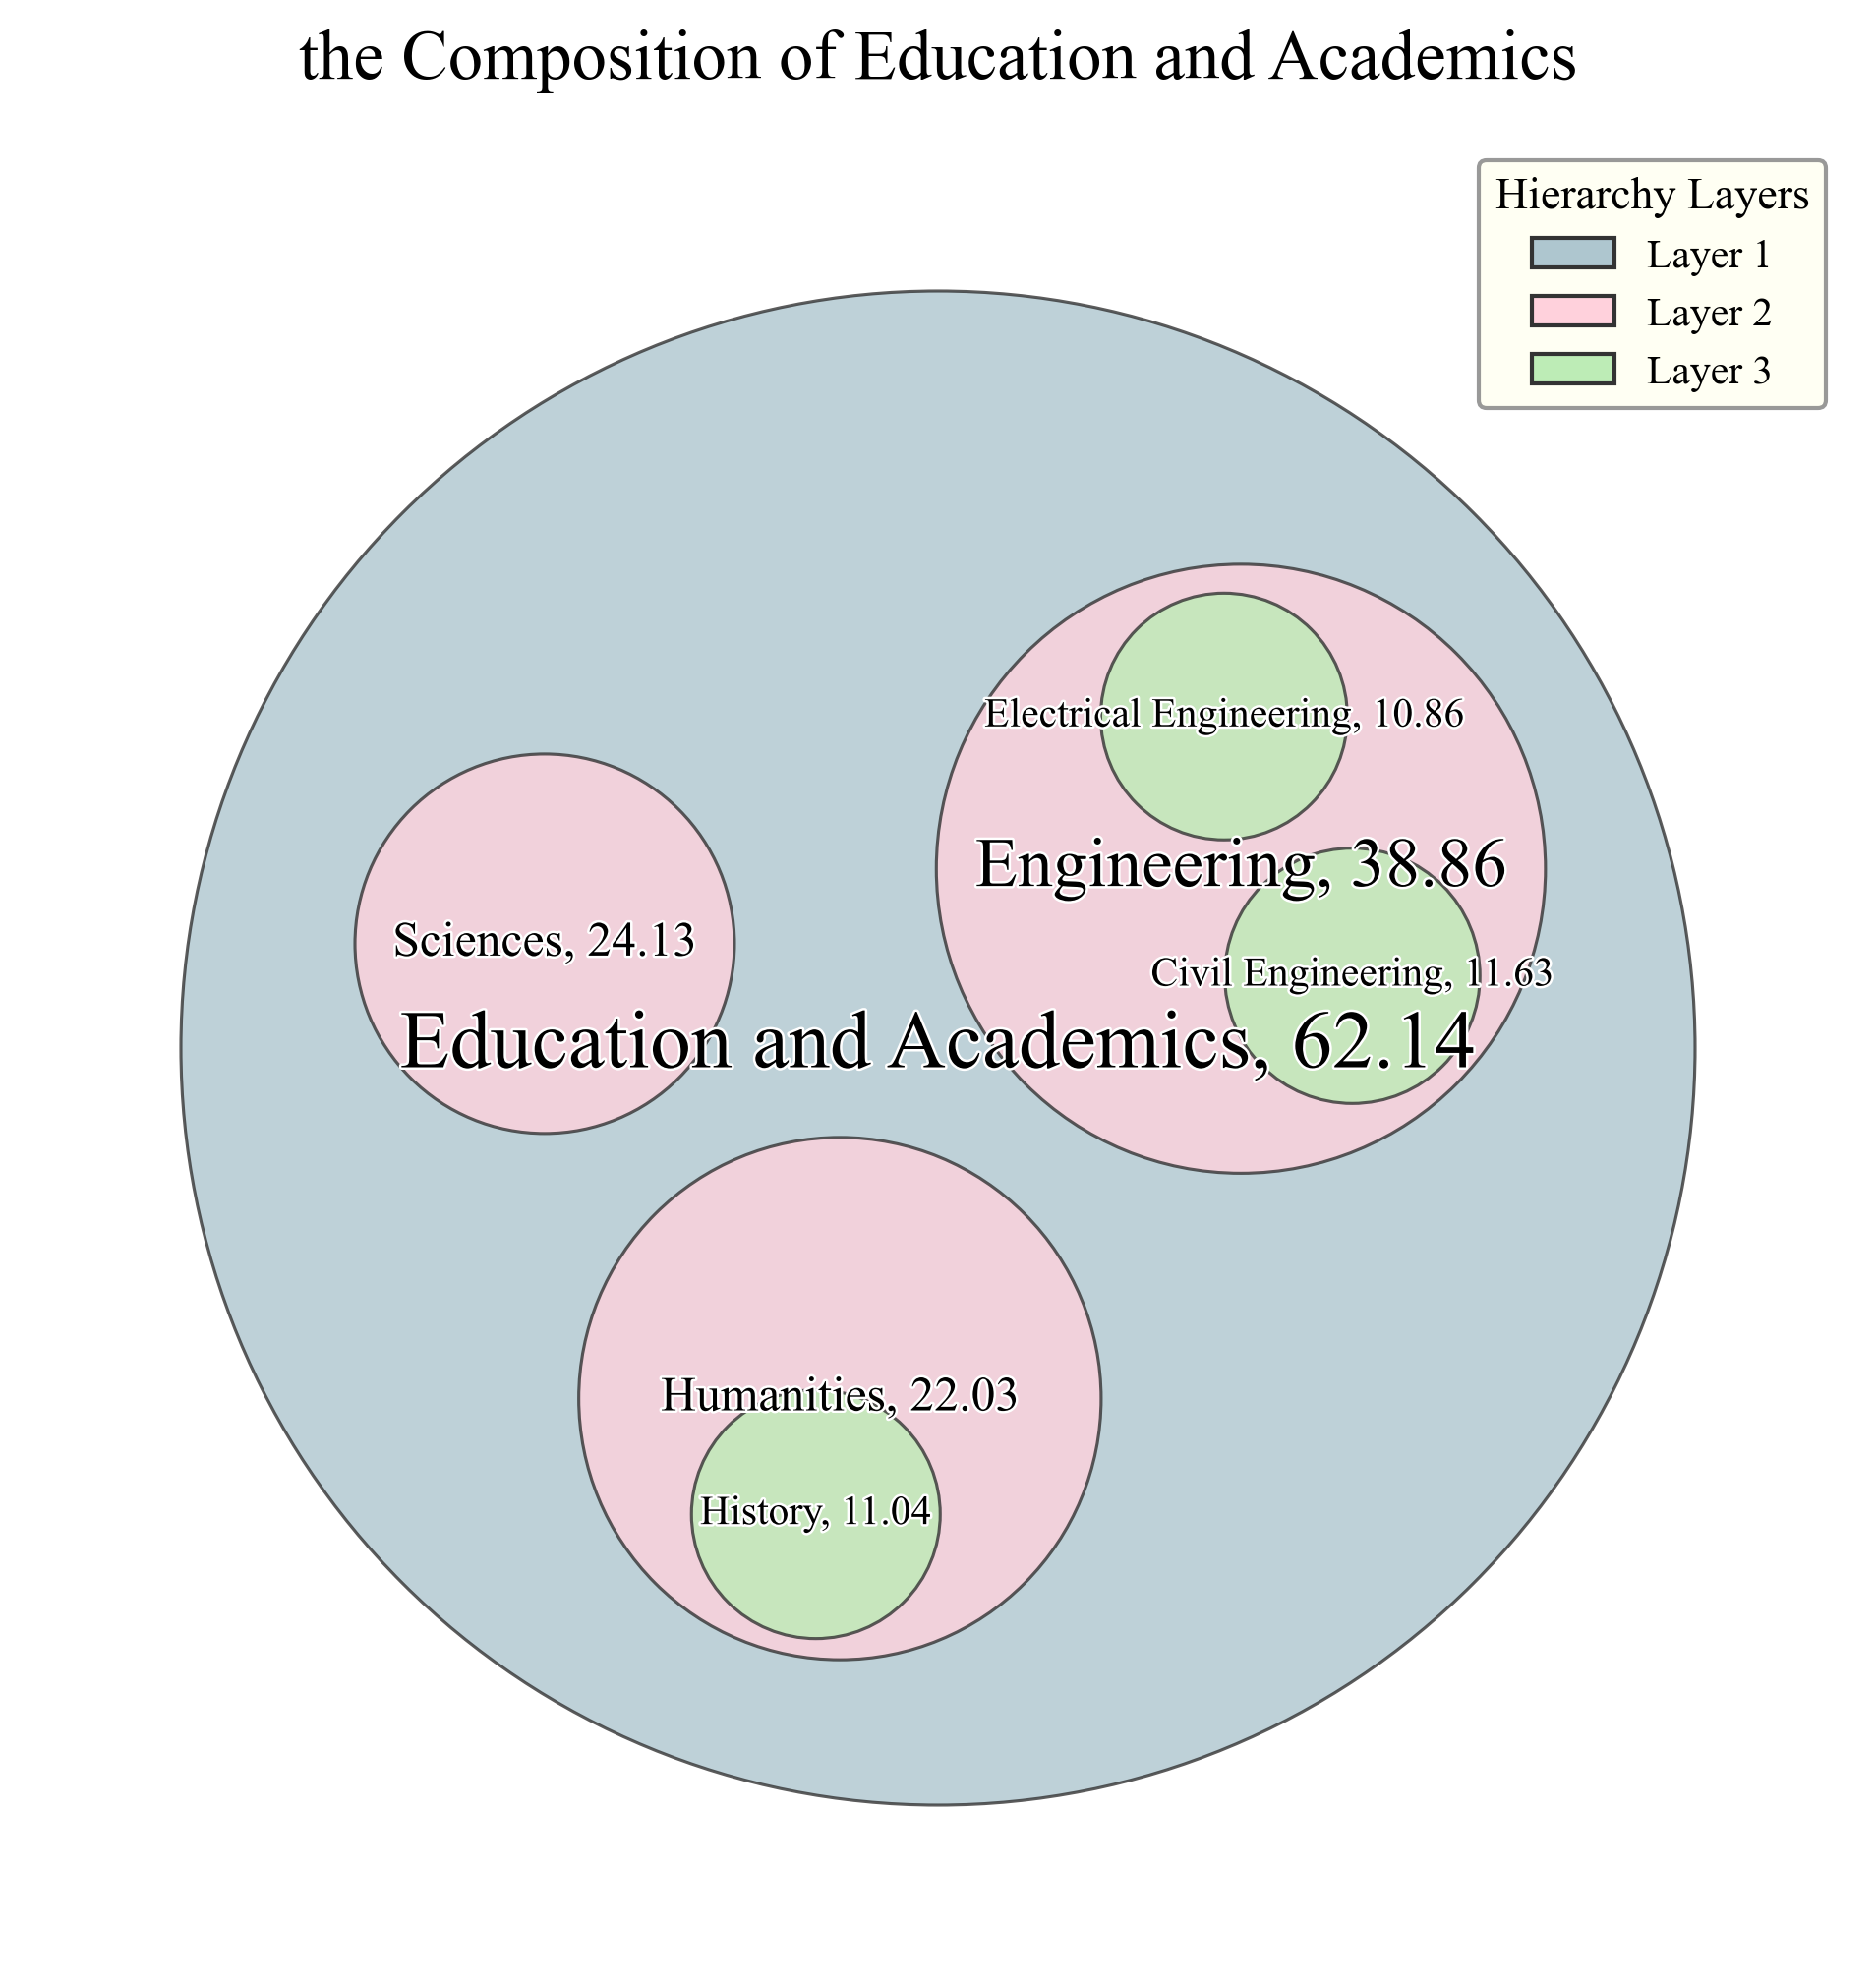 the Composition of Education and Academics
Hierarchy Layers
Layer 1
Layer 2
Layer 3
Electrical Engineering, 10.86
Engineering, 38.86
Sciences, 24.13
Civil Engineering, 11.63
Education and Academics, 62.14
Humanities, 22.03
History, 11.04